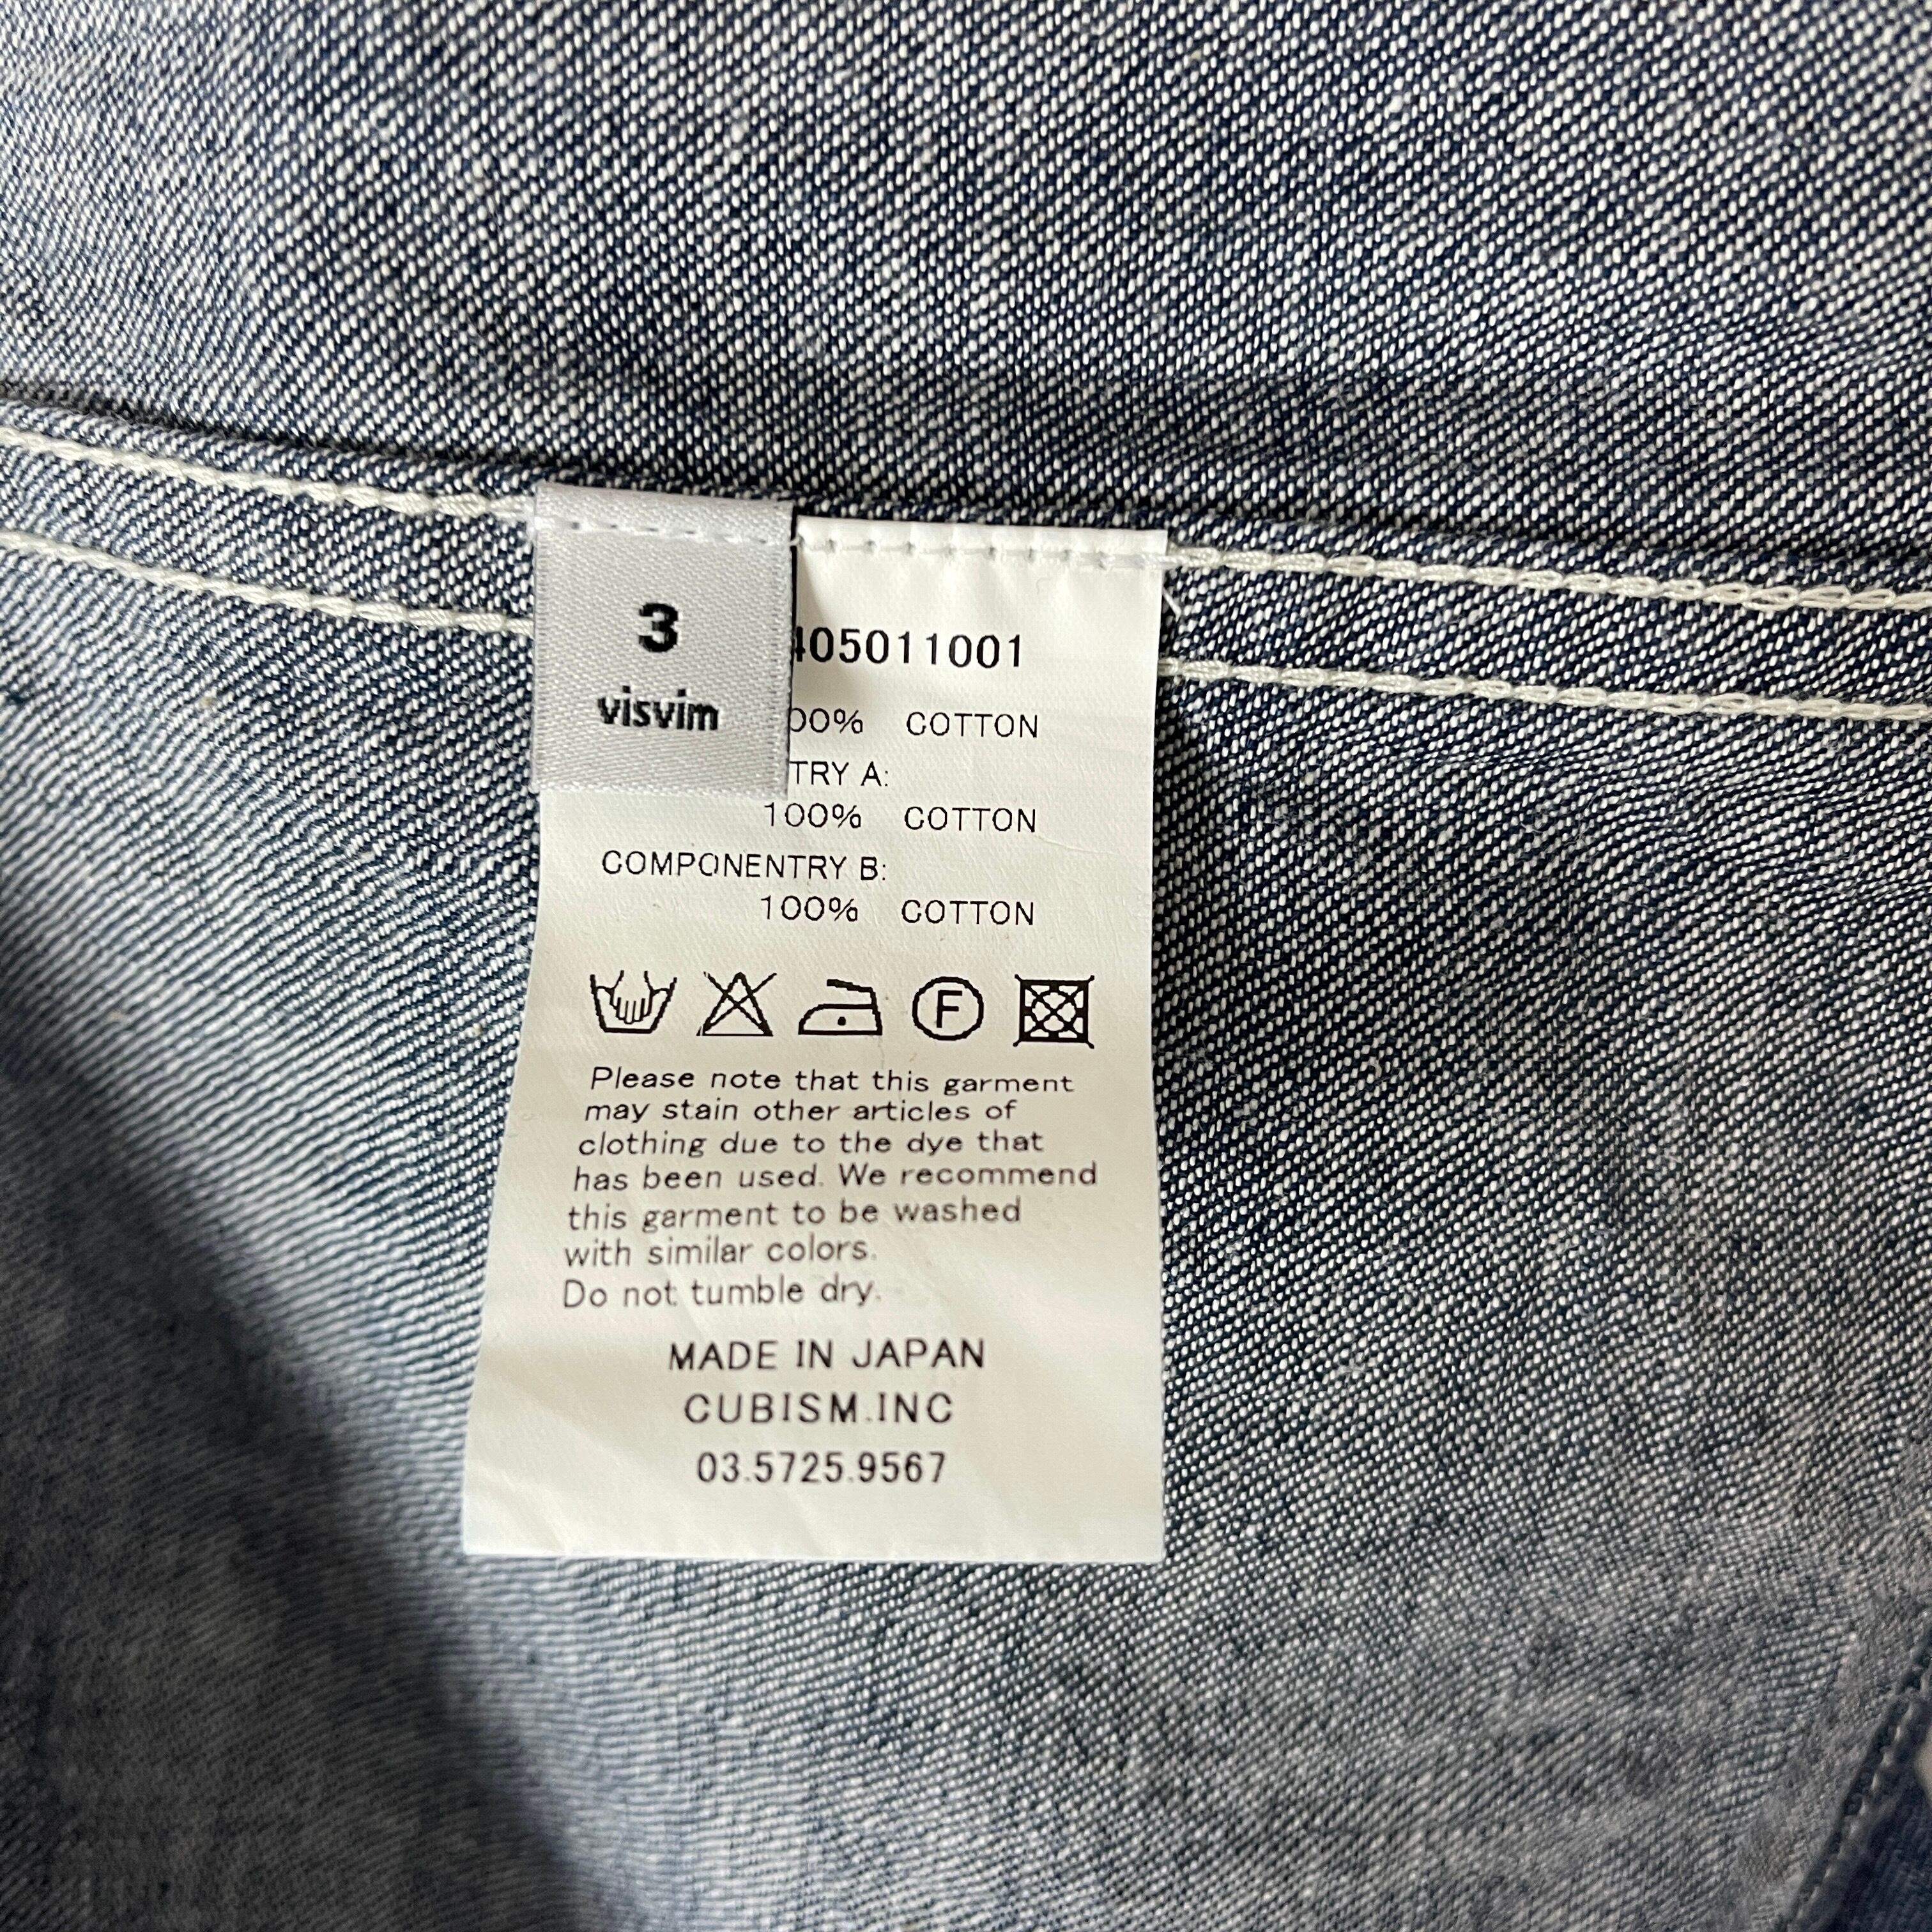 3
visvim
405011001
00% COTTON
TRY A:
100% COTTON
COMPONENTRY B:
100% COTTON
F
Please note that this garment
may stain other articles of
clothing due to the dye that
has been used. We recommend
this garment to be washed
with similar colors.
Do not tumble dry.
MADE IN JAPAN
CUBISM.INC
03.5725.9567